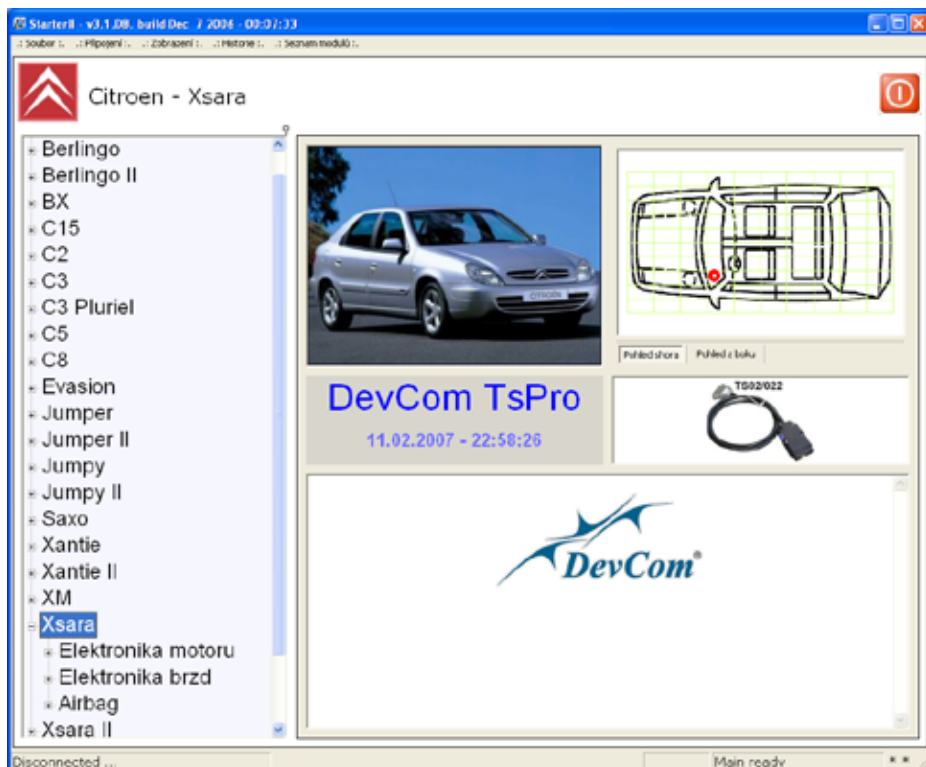 StarterII - v3.1.08. build Dec 7 2006 - 00:07:33
.: Soubor :. .: Připojení :. .: Zobrazení :. .: Historie :. .: Seznam modulů :.
Citroen - Xsara
Berlingo
Berlingo II
BX
C15
C2
C3
C3 Pluriel
C5
C8
Evasion
Jumper
Jumper II
Jumpy
Jumpy II
Saxo
Xantie
Xantie II
XM
Xsara
Elektronika motoru
Elektronika brzd
Airbag
Xsara II
CITROËN
Pohled shora Pohled z boku
DevCom TsPro
11.02.2007 - 22:58:26
TS02/022
DevCom®
Disconnected ... Main ready